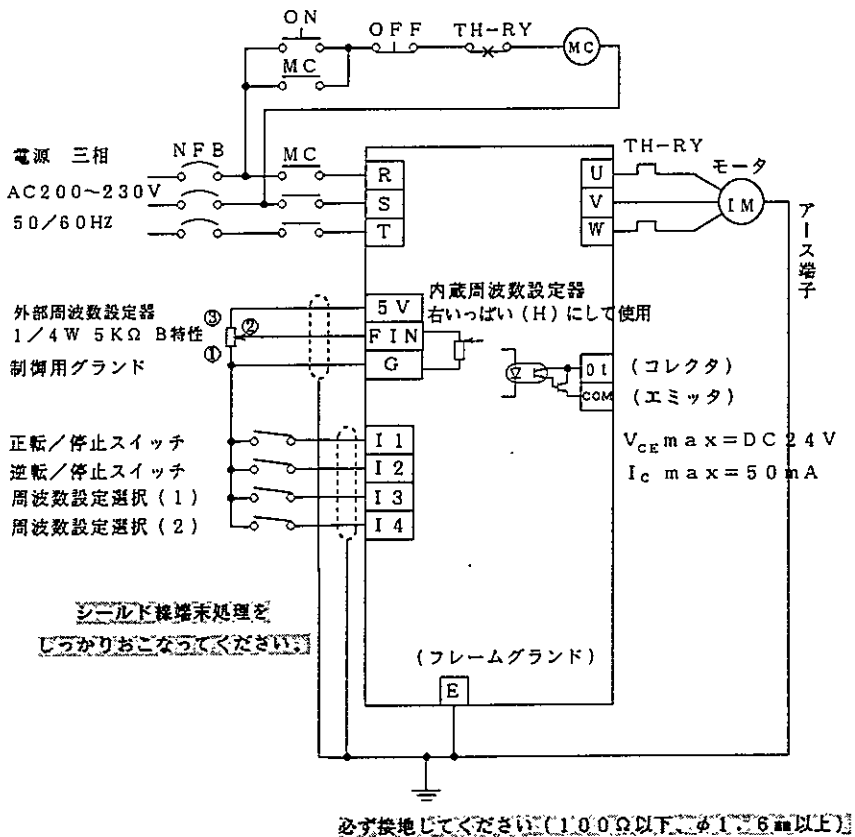 ON
OFF
TH-RY
MC
MC
電源 三相
NFB
MC
AC200~230V
50/60HZ
R
S
T
U
V
W
TH-RY
モータ
IM
アース端子
外部周波数設定器
1/4W 5KΩ B特性
制御用グランド
③
②
①
5V
FIN
G
内蔵周波数設定器
右いっぱい(H)にして使用
01
COM
(コレクタ)
(エミッタ)
正転/停止スイッチ
逆転/停止スイッチ
周波数設定選択(1)
周波数設定選択(2)
I1
I2
I3
I4
VCE max=DC24V
IC max=50mA
シールド線端末処理を
しっかりおこなってください。
(フレームグランド)
E
必ず接地してください(100Ω以下、φ1.6mm以上)